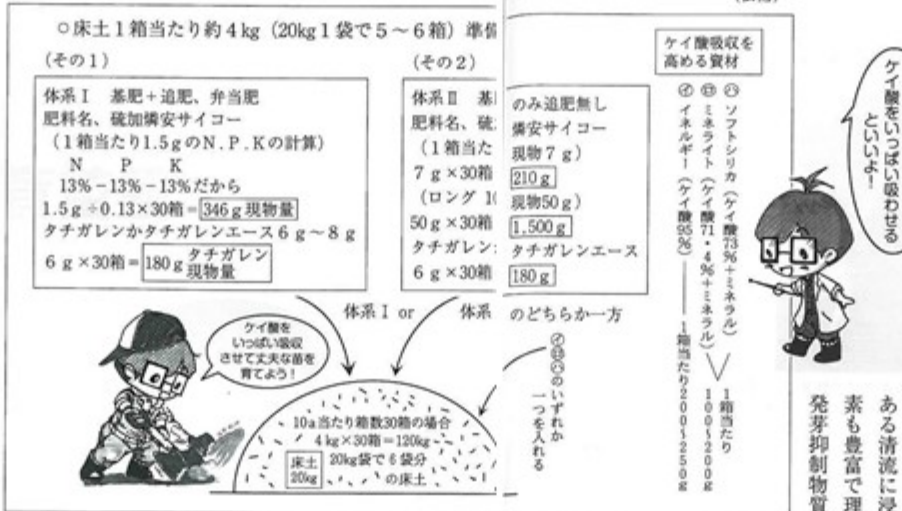 ○床土1箱当たり約4kg（20kg1袋で5～6箱）準備
（その1）
体系Ⅰ　基肥＋追肥、弁当肥
肥料名、硫加燐安サイコー
（1箱当たり1.5gのN．P．Kの計算）
N　P　K
13%－13%－13%だから
1.5g÷0.13×30箱＝346g現物量
タチガレンかタチガレンエース6g～8g
6g×30箱＝180gタチガレン現物量
（その2）
体系Ⅱ　基
肥料名、硫
（1箱当た
7g×30箱
（ロング 10
50g×30箱
タチガレン
6g×30箱
のみ追肥無し
燐安サイコー
現物7g）
210g
現物50g）
1,500g
タチガレンエース
180g
体系Ⅰ or
体系
のどちらか一方
ケイ酸を
いっぱい吸収
させて丈夫な苗を
育てよう！
10a当たり箱数30箱の場合
4kg×30箱＝120kg
床土
20kg
20kg袋で6袋分
の床土
㋑㋺㋩のいずれか
一つを入れる
ケイ酸吸収を
高める資材
㋩ ソフトシリカ（ケイ酸73%＋ミネラル）
㋺ ミネライト（ケイ酸71・4%＋ミネラル）
1箱当たり
100～200g
㋑ イネルギー（ケイ酸95%）――1箱当たり200～250g
ケイ酸をいっぱい吸わせる
といいよ！
ある清流に浸
素も豊富で理
発芽抑制物質